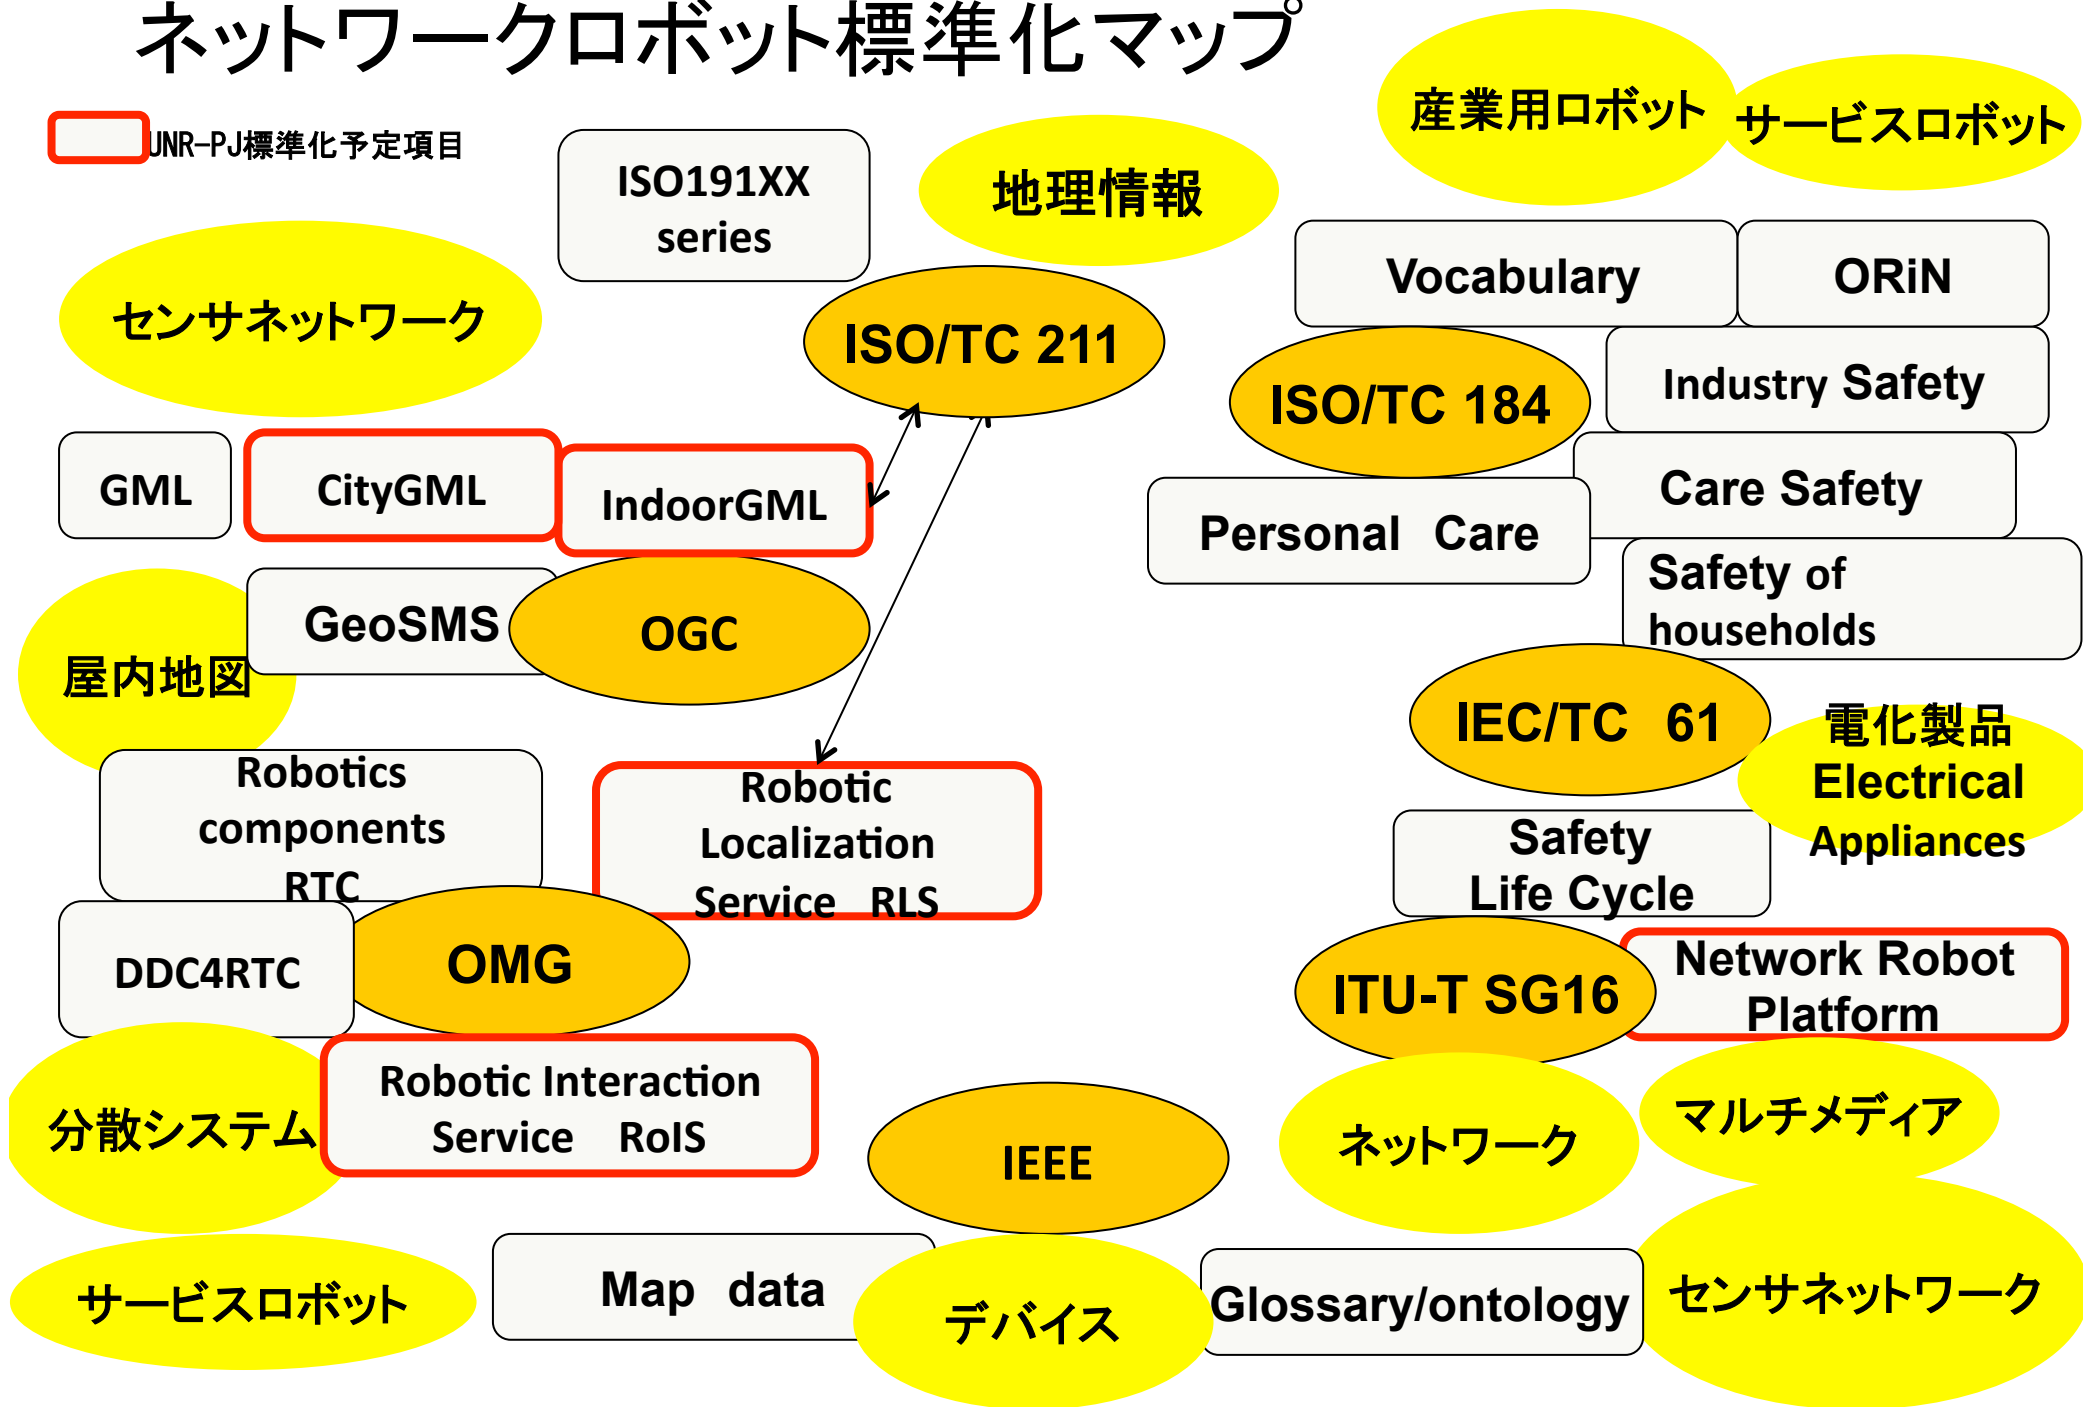 ネットワークロボット標準化マップ
UNR-PJ標準化予定項目
産業用ロボット
サービスロボット
ISO191XX
series
地理情報
Vocabulary
ORiN
センサネットワーク
ISO/TC 211
ISO/TC 184
Industry Safety
GML
CityGML
IndoorGML
Care Safety
Personal Care
Safety of
households
GeoSMS
OGC
屋内地図
IEC/TC 61
電化製品
Electrical
Appliances
Robotics
components
RTC
Robotic
Localization
Service RLS
Safety
Life Cycle
DDC4RTC
OMG
ITU-T SG16
Network Robot
Platform
分散システム
Robotic Interaction
Service RoIS
IEEE
ネットワーク
マルチメディア
サービスロボット
Map data
デバイス
Glossary/ontology
センサネットワーク